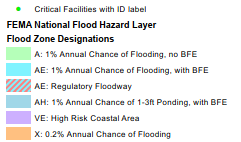 Critical Facilities with ID label
FEMA National Flood Hazard Layer
Flood Zone Designations
A: 1% Annual Chance of Flooding, no BFE
AE: 1% Annual Chance of Flooding, with BFE
AE: Regulatory Floodway
AH: 1% Annual Chance of 1-3ft Ponding, with BFE
VE: High Risk Coastal Area
X: 0.2% Annual Chance of Flooding